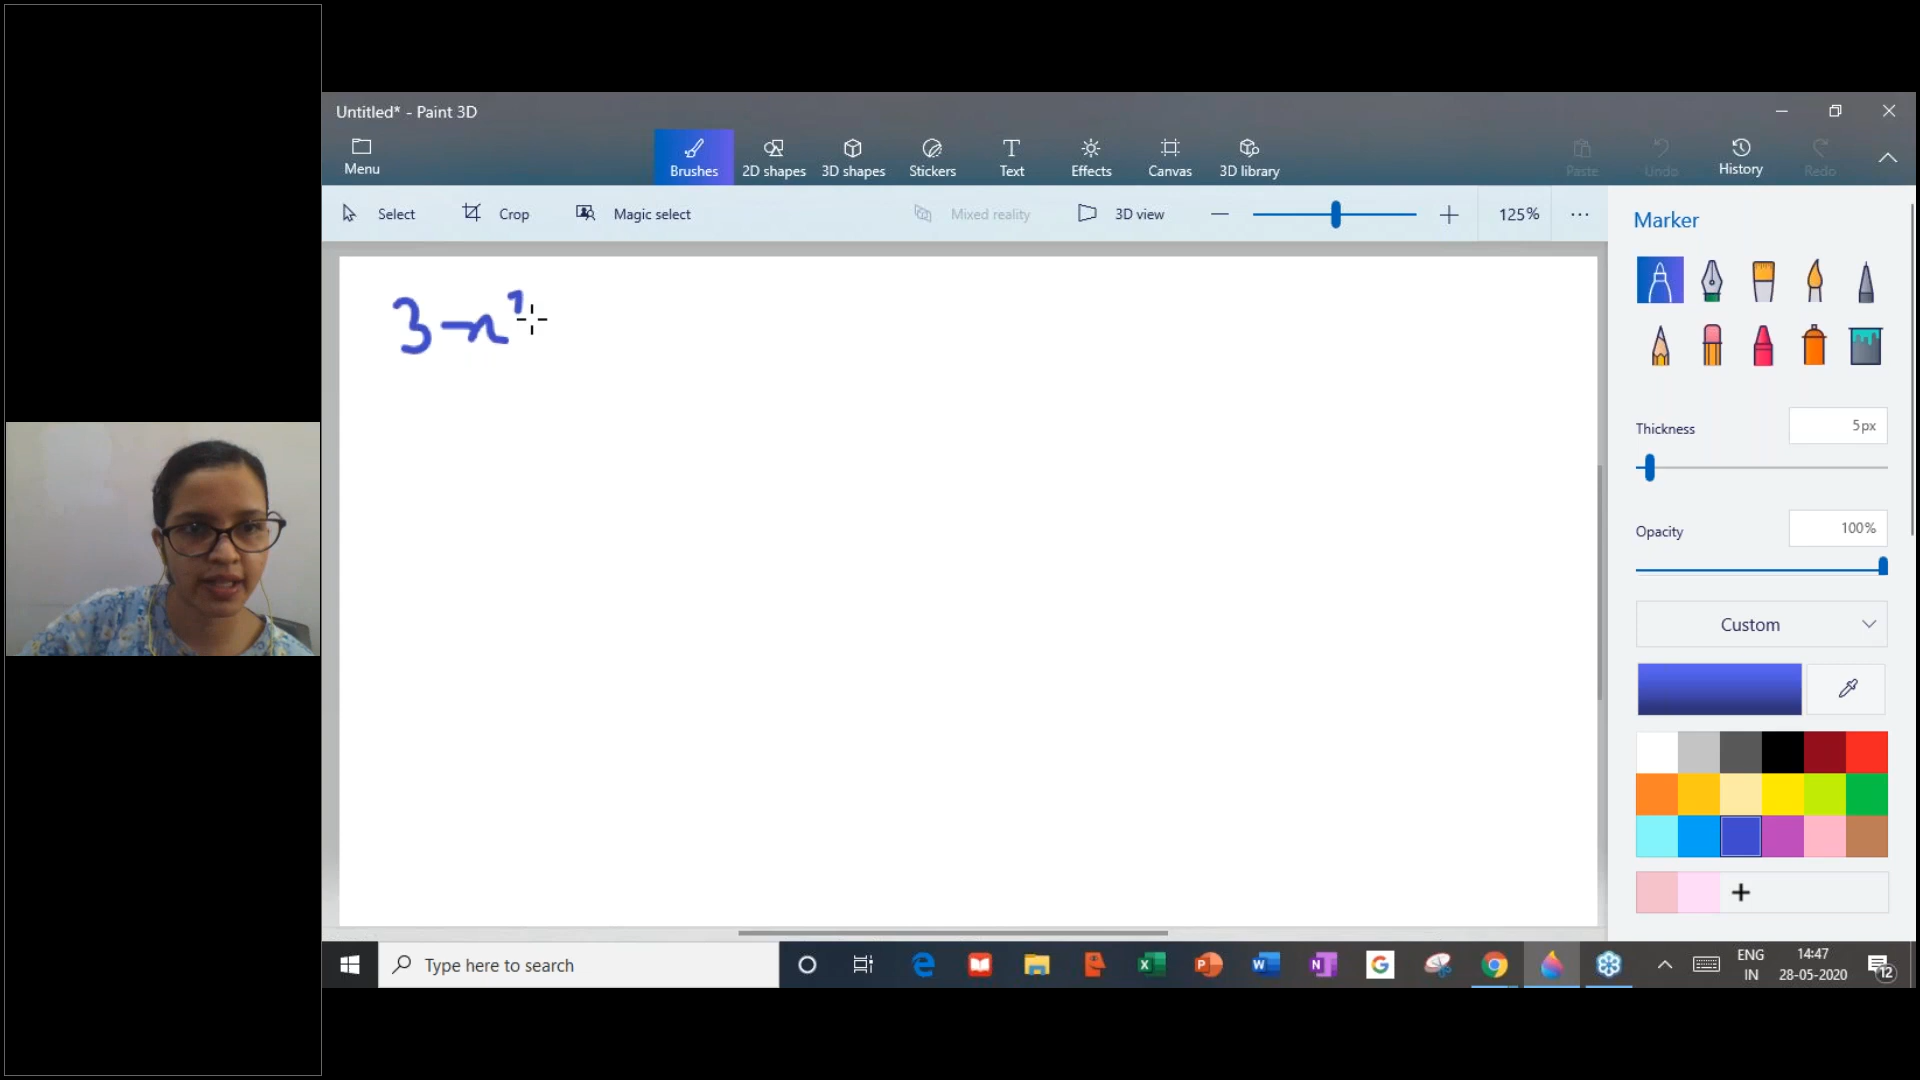 Untitled* - Paint 3D
Menu
Brushes 2D shapes 3D shapes Stickers Text Effects Canvas 3D library Paste Undo History Redo
Select Crop Magic select Mixed reality 3D view 125% ...
Marker
3 - x
Thickness 5px
Opacity 100%
Custom
Type here to search
ENG
IN
14:47
28-05-2020
12